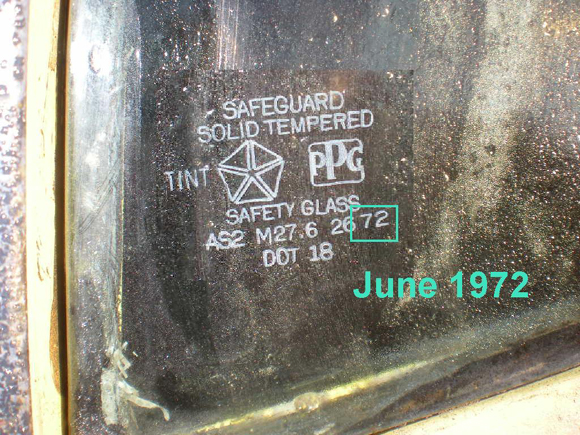 SAFEGUARD
SOLID TEMPERED
TINT PPG
SAFETY GLASS
AS2 M27.6 26 72
DOT 18
June 1972